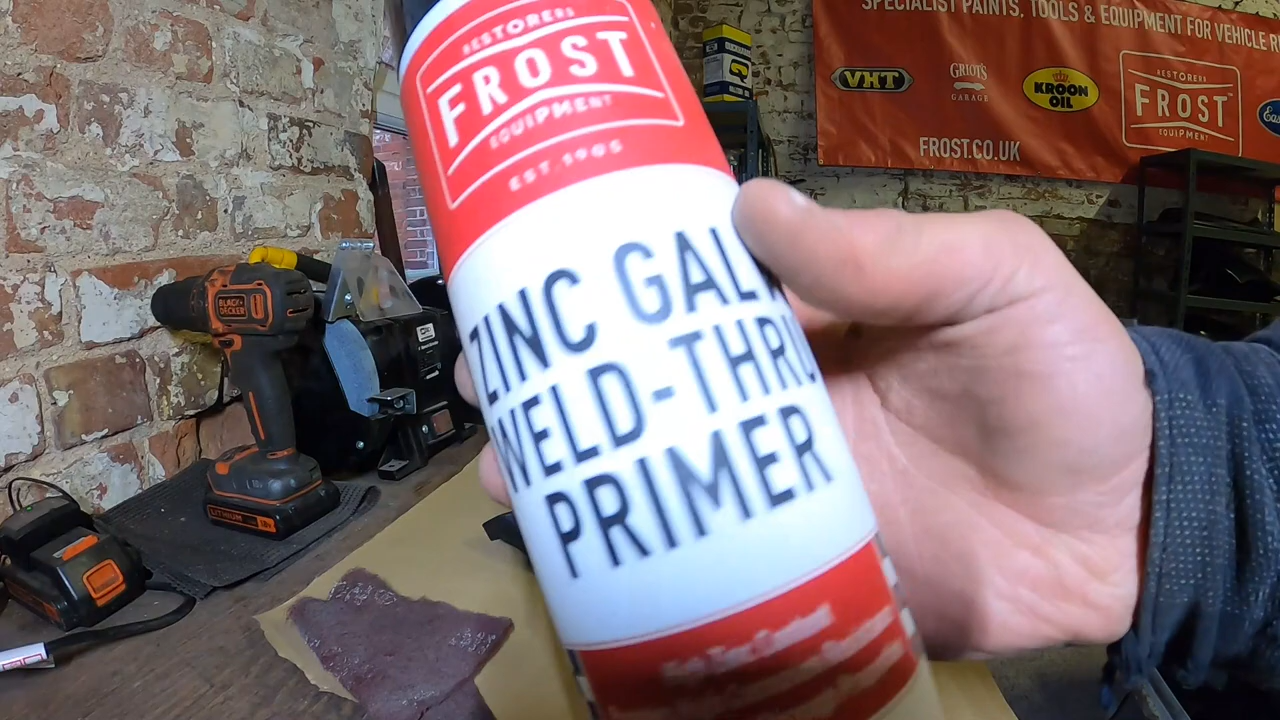 RESTORERS
FROST
EQUIPMENT
EST.1905
ZINC GALV
WELD-THRU
PRIMER
SPECIALIST PAINTS, TOOLS & EQUIPMENT FOR VEHICLE
VHT
GRIOT'S
GARAGE
KROON
OIL
RESTORERS
FROST
EQUIPMENT
FROST.CO.UK
BLACK+
DECKER
LITHIUM